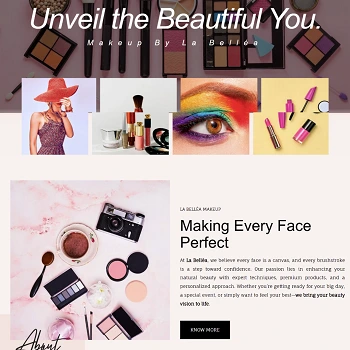 Unveil the Beautiful You.
Makeup By La Belléa
LA BELLÉA MAKEUP
Making Every Face
Perfect
At La Belléa, we believe every face is a canvas, and every brushstroke
is a step toward confidence. Our passion lies in enhancing your
natural beauty with expert techniques, premium products, and a
personalized approach. Whether you're getting ready for your big day,
a special event, or simply want to feel your best—we bring your beauty
vision to life.
KNOW MORE
About